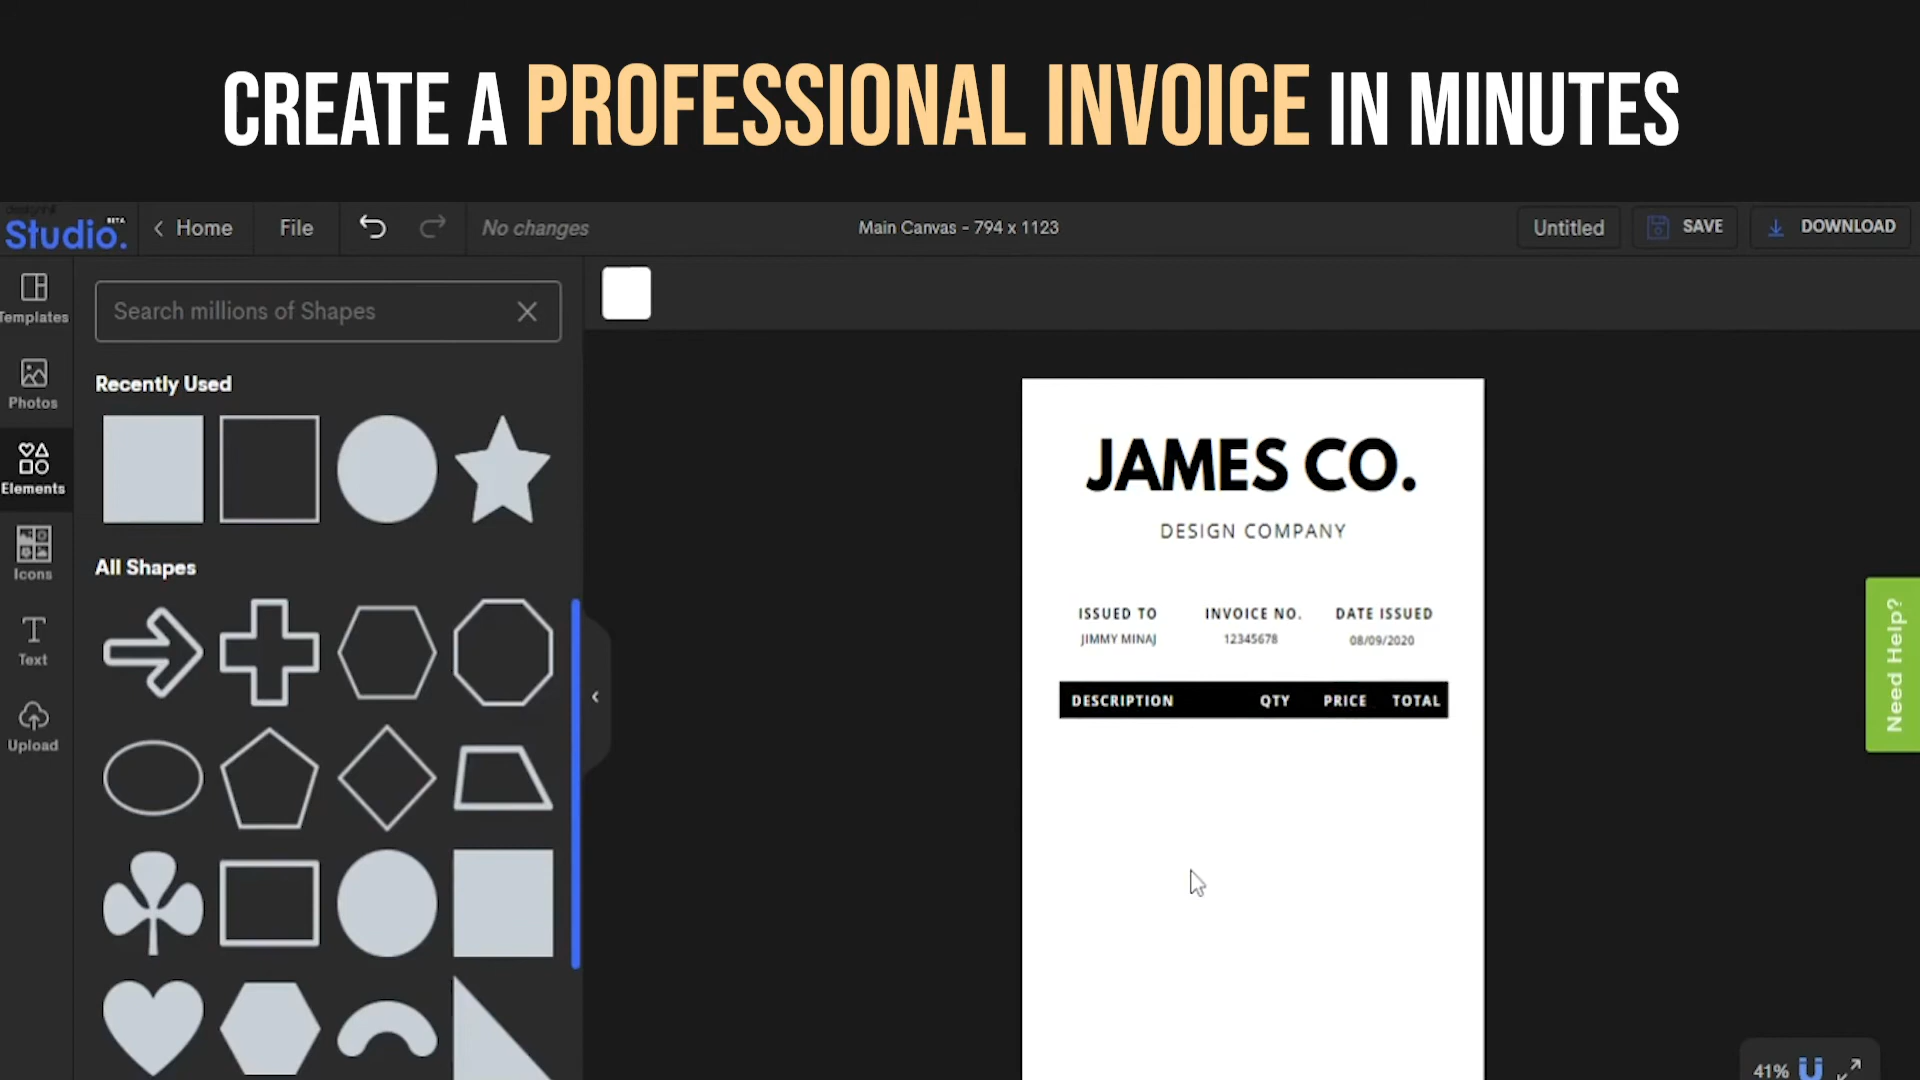 CREATE A PROFESSIONAL INVOICE IN MINUTES
Studio. BETA
Home
File
No changes
Main Canvas - 794 x 1123
Untitled
SAVE
DOWNLOAD
Templates
Photos
Elements
Icons
Text
Upload
Search millions of Shapes
Recently Used
All Shapes
JAMES CO.
DESIGN COMPANY
ISSUED TO INVOICE NO. DATE ISSUED
JIMMY MINAJ 12345678 08/09/2020
DESCRIPTION QTY PRICE TOTAL
Need Help?
41%